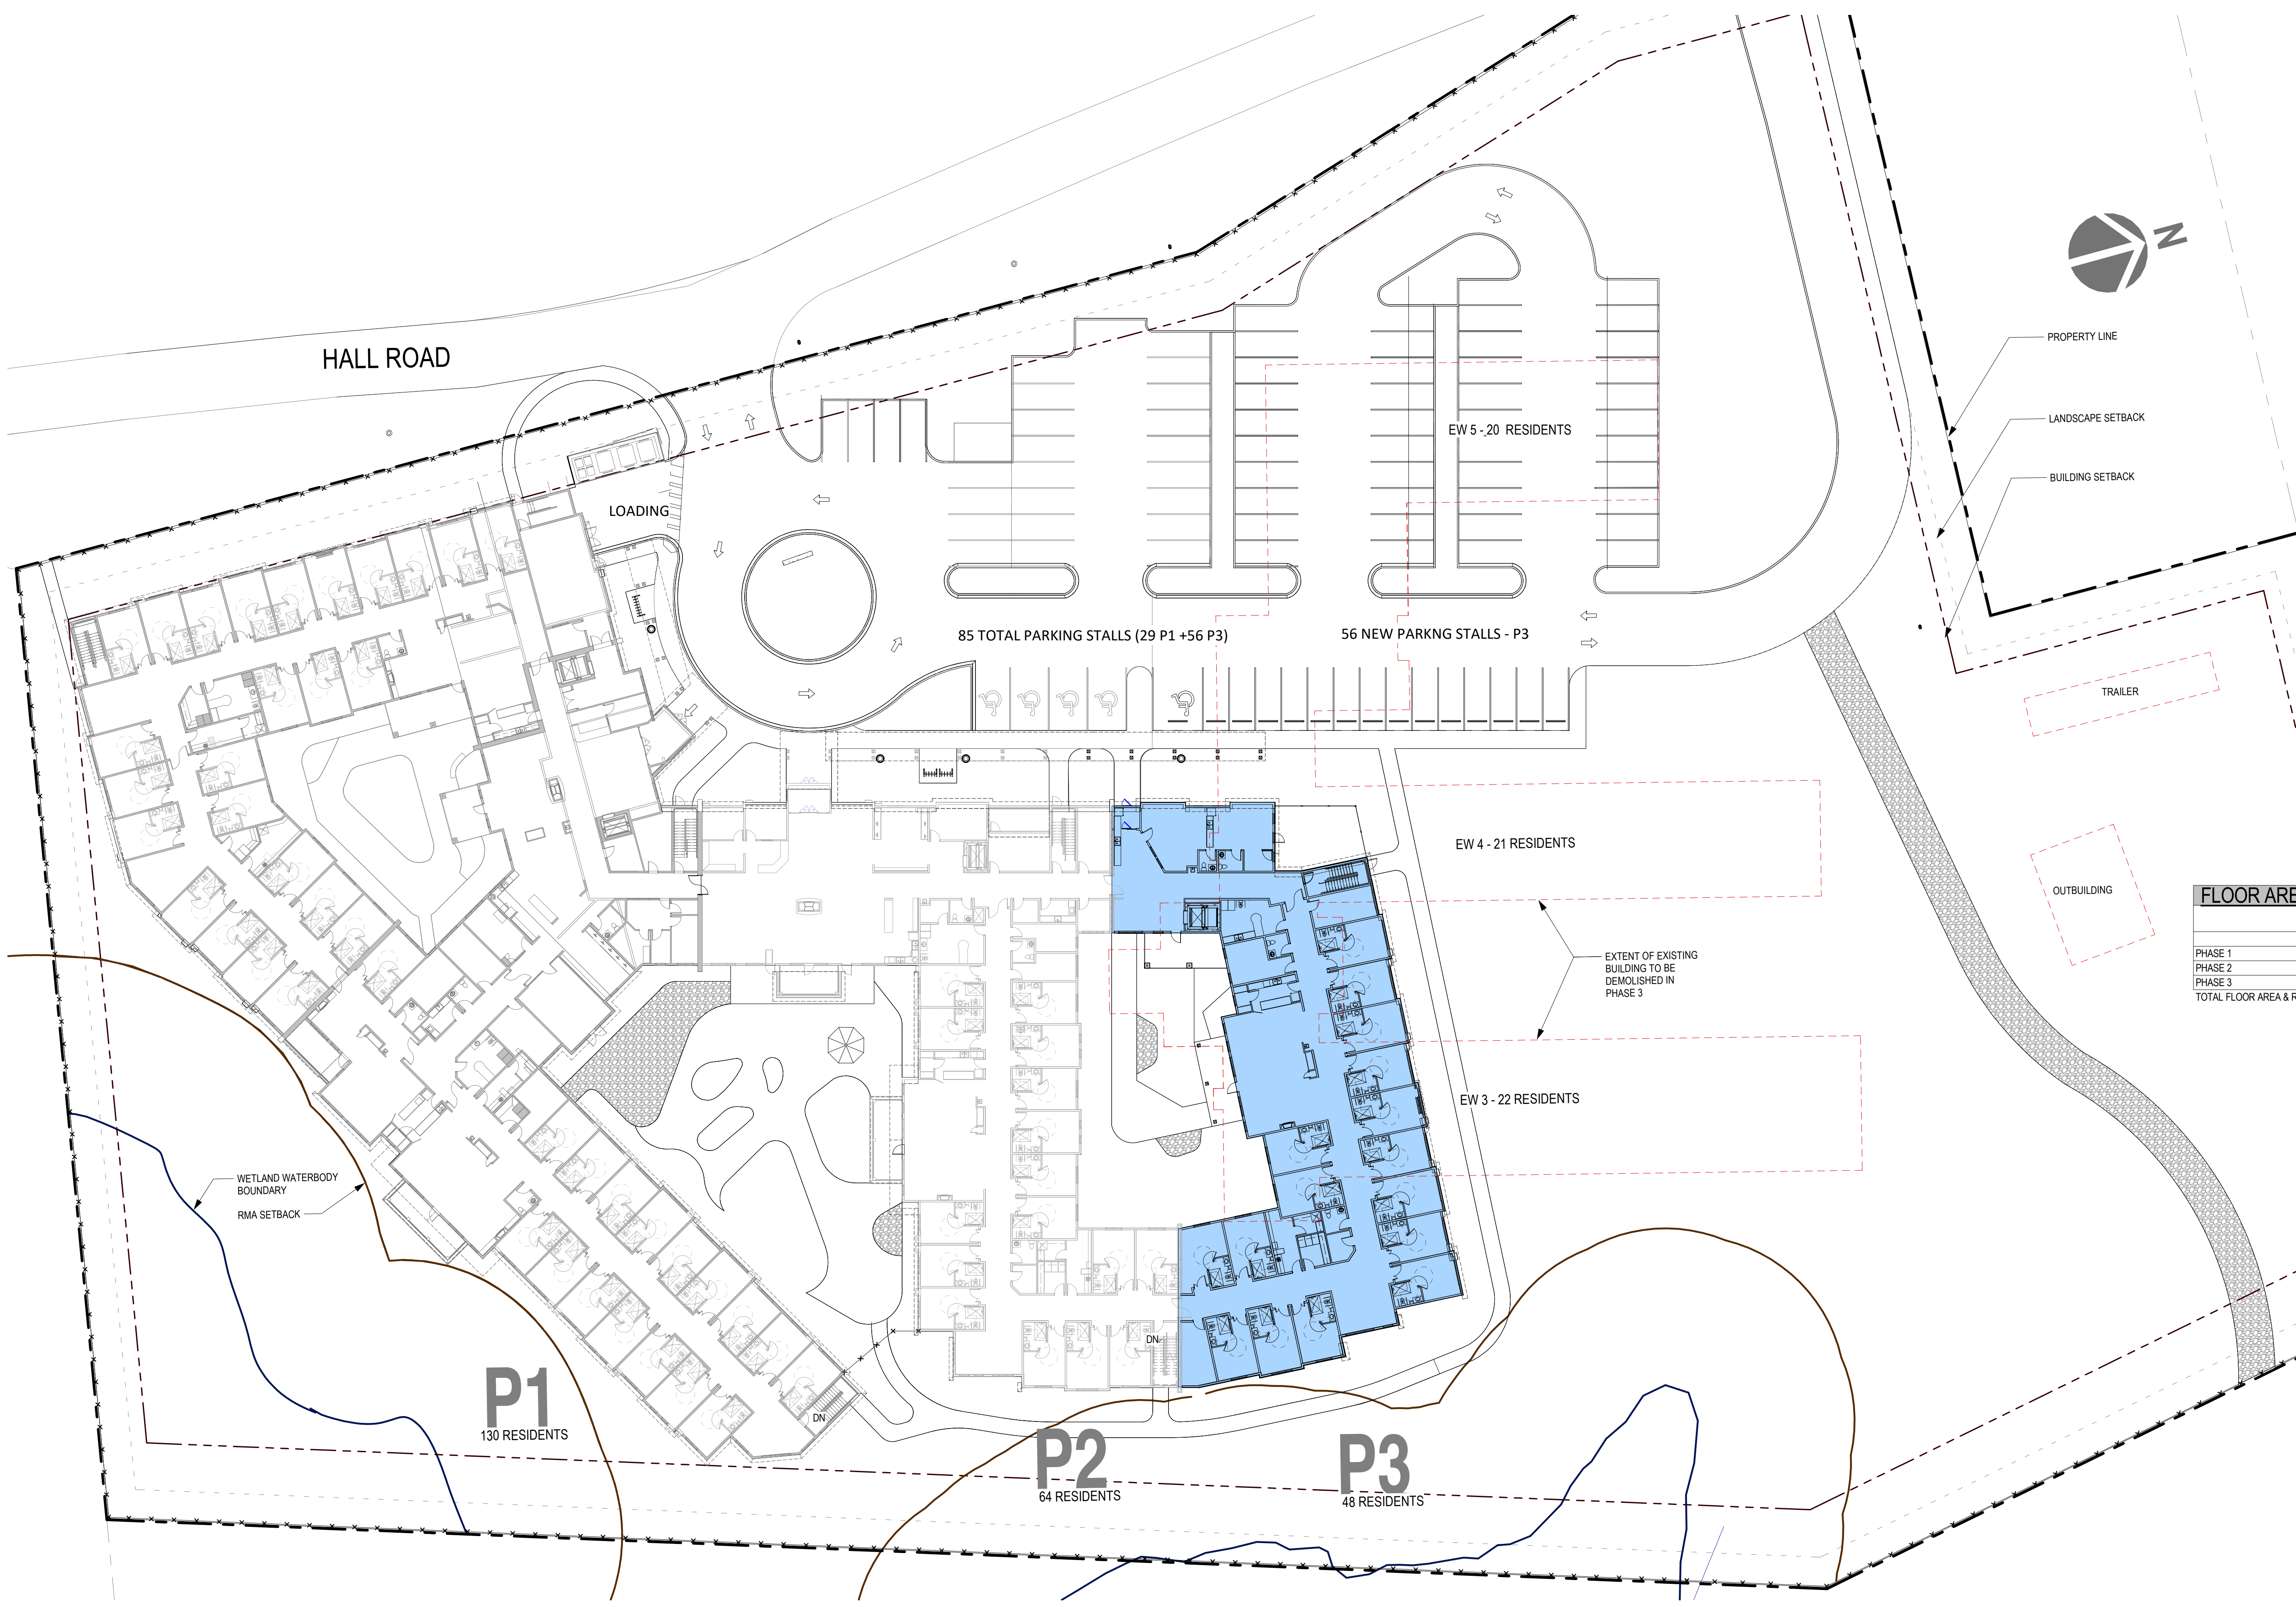 N
PROPERTY LINE
HALL ROAD
LANDSCAPE SETBACK
EW 5 - 20 RESIDENTS
BUILDING SETBACK
LOADING
85 TOTAL PARKING STALLS (29 P1 +56 P3)
56 NEW PARKNG STALLS - P3
TRAILER
EW 4 - 21 RESIDENTS
OUTBUILDING
FLOOR ARE
EXTENT OF EXISTING
BUILDING TO BE
DEMOLISHED IN
PHASE 3
PHASE 1
PHASE 2
PHASE 3
TOTAL FLOOR AREA & R
EW 3 - 22 RESIDENTS
WETLAND WATERBODY
BOUNDARY
RMA SETBACK
DN
P1
130 RESIDENTS
DN
P2
64 RESIDENTS
P3
48 RESIDENTS